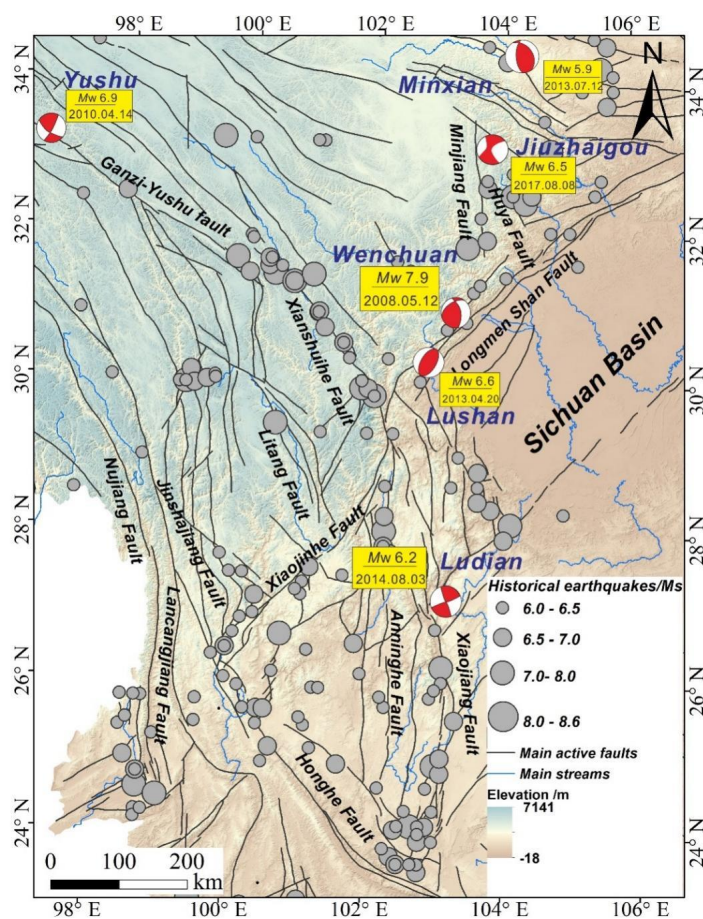 98° E 100° E 102° E 104° E 106° E
34° N
32° N
30° N
28° N
26° N
24° N
N
Yushu
Mw 6.9
2010.04.14
Minxian
Mw 5.9
2013.07.12
Jiuzhaigou
Mw 6.5
2017.08.08
Minjiang Fault
Huya Fault
Ganzi-Yushu fault
Wenchuan
Mw 7.9
2008.05.12
Xianshuihe Fault
Longmen Shan Fault
Sichuan Basin
Mw 6.6
2013.04.20
Lushan
Litang Fault
Nujiang Fault
Jinshajiang Fault
Xiaojinhe Fault
Mw 6.2
2014.08.03
Ludian
Lancangjiang Fault
Anninghe Fault
Xiaojiang Fault
Honghe Fault
Historical earthquakes/Ms
6.0 - 6.5
6.5 - 7.0
7.0- 8.0
8.0 - 8.6
Main active faults
Main streams
Elevation /m
7141
-18
0 100 200
km
34° N
32° N
30° N
28° N
26° N
24° N
98° E 100° E 102° E 104° E 106° E